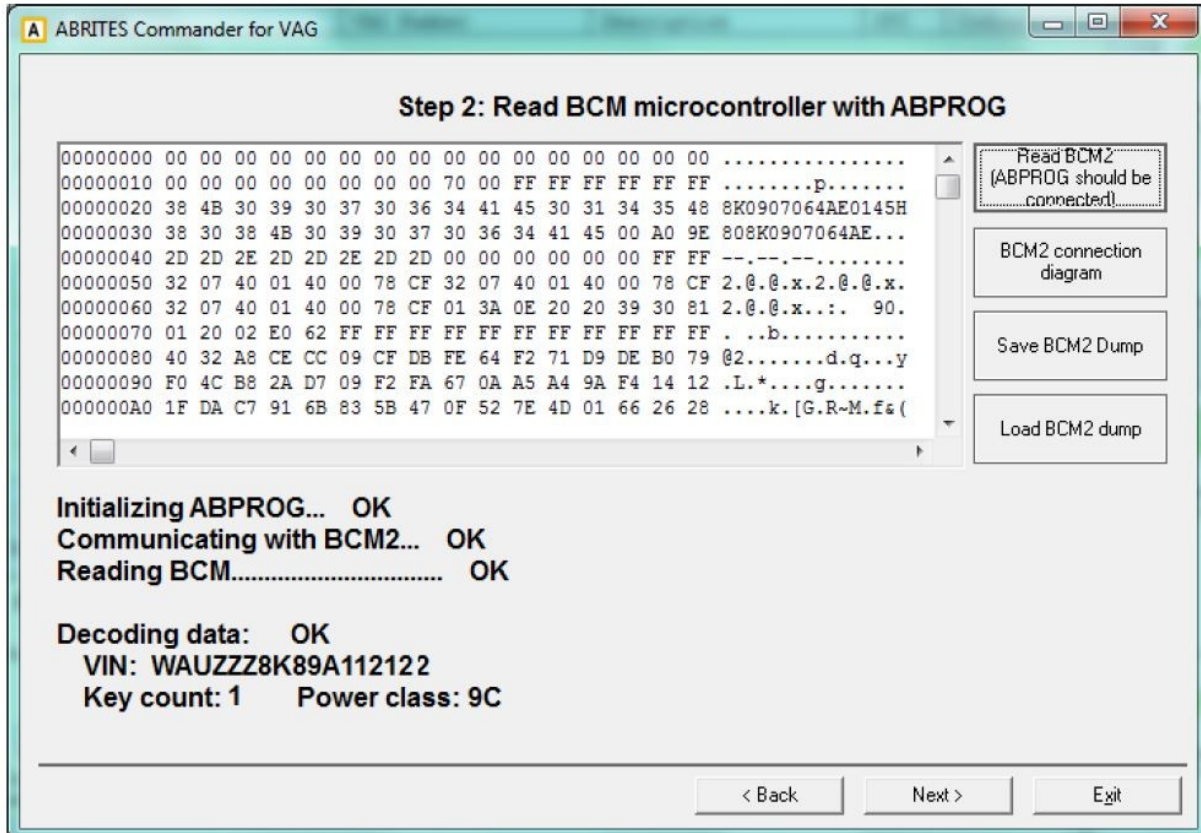 ABRITES Commander for VAG
Step 2: Read BCM microcontroller with ABPROG
00000000 00 00 00 00 00 00 00 00 00 00 00 00 00 00 00 00 ................
00000010 00 00 00 00 00 00 00 00 70 00 FF FF FF FF FF FF ........p.......
00000020 38 4B 30 39 30 37 30 36 34 41 45 30 31 34 35 48 8K0907064AE0145H
00000030 38 30 38 4B 30 39 30 37 30 36 34 41 45 00 A0 9E 808K0907064AE...
00000040 2D 2D 2E 2D 2D 2E 2D 2D 00 00 00 00 00 00 FF FF --.--.--........
00000050 32 07 40 01 40 00 78 CF 32 07 40 01 40 00 78 CF 2.@.@.x.2.@.@.x.
00000060 32 07 40 01 40 00 78 CF 01 3A 0E 20 20 39 30 81 2.@.@.x..:.  90.
00000070 01 20 02 E0 62 FF FF FF FF FF FF FF FF FF FF FF . ..b...........
00000080 40 32 A8 CE CC 09 CF DB FE 64 F2 71 D9 DE B0 79 @2.......d.q...y
00000090 F0 4C B8 2A D7 09 F2 FA 67 0A A5 A4 9A F4 14 12 .L.*....g.......
000000A0 1F DA C7 91 6B 83 5B 47 0F 52 7E 4D 01 66 26 28 ....k.[G.R~M.f&(
Read BCM2
(ABPROG should be
connected)
BCM2 connection
diagram
Save BCM2 Dump
Load BCM2 dump
Initializing ABPROG... OK
Communicating with BCM2... OK
Reading BCM................................ OK
Decoding data: OK
VIN: WAUZZZ8K89A112122
Key count: 1 Power class: 9C
< Back Next > Exit